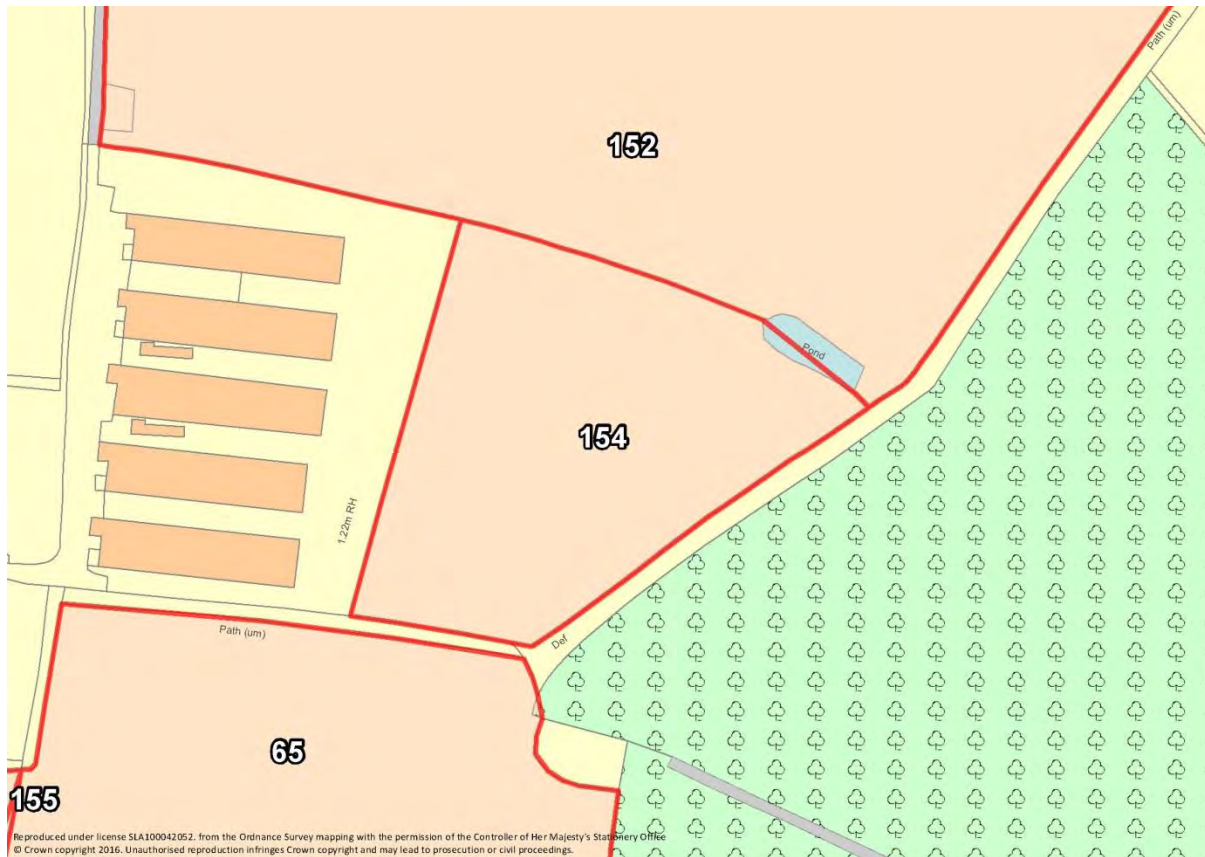 Path (um)
152
Pond
154
1.22m RH
Def
Path (um)
65
155
Reproduced under license SLA100042052. from the Ordnance Survey mapping with the permission of the Controller of Her Majesty's Stationery Office
© Crown copyright 2016. Unauthorised reproduction infringes Crown copyright and may lead to prosecution or civil proceedings.